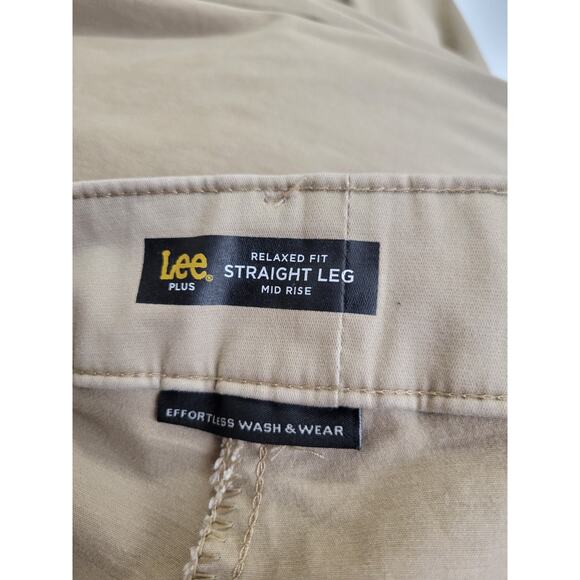 Lee®
PLUS
RELAXED FIT
STRAIGHT LEG
MID RISE
EFFORTLESS WASH & WEAR